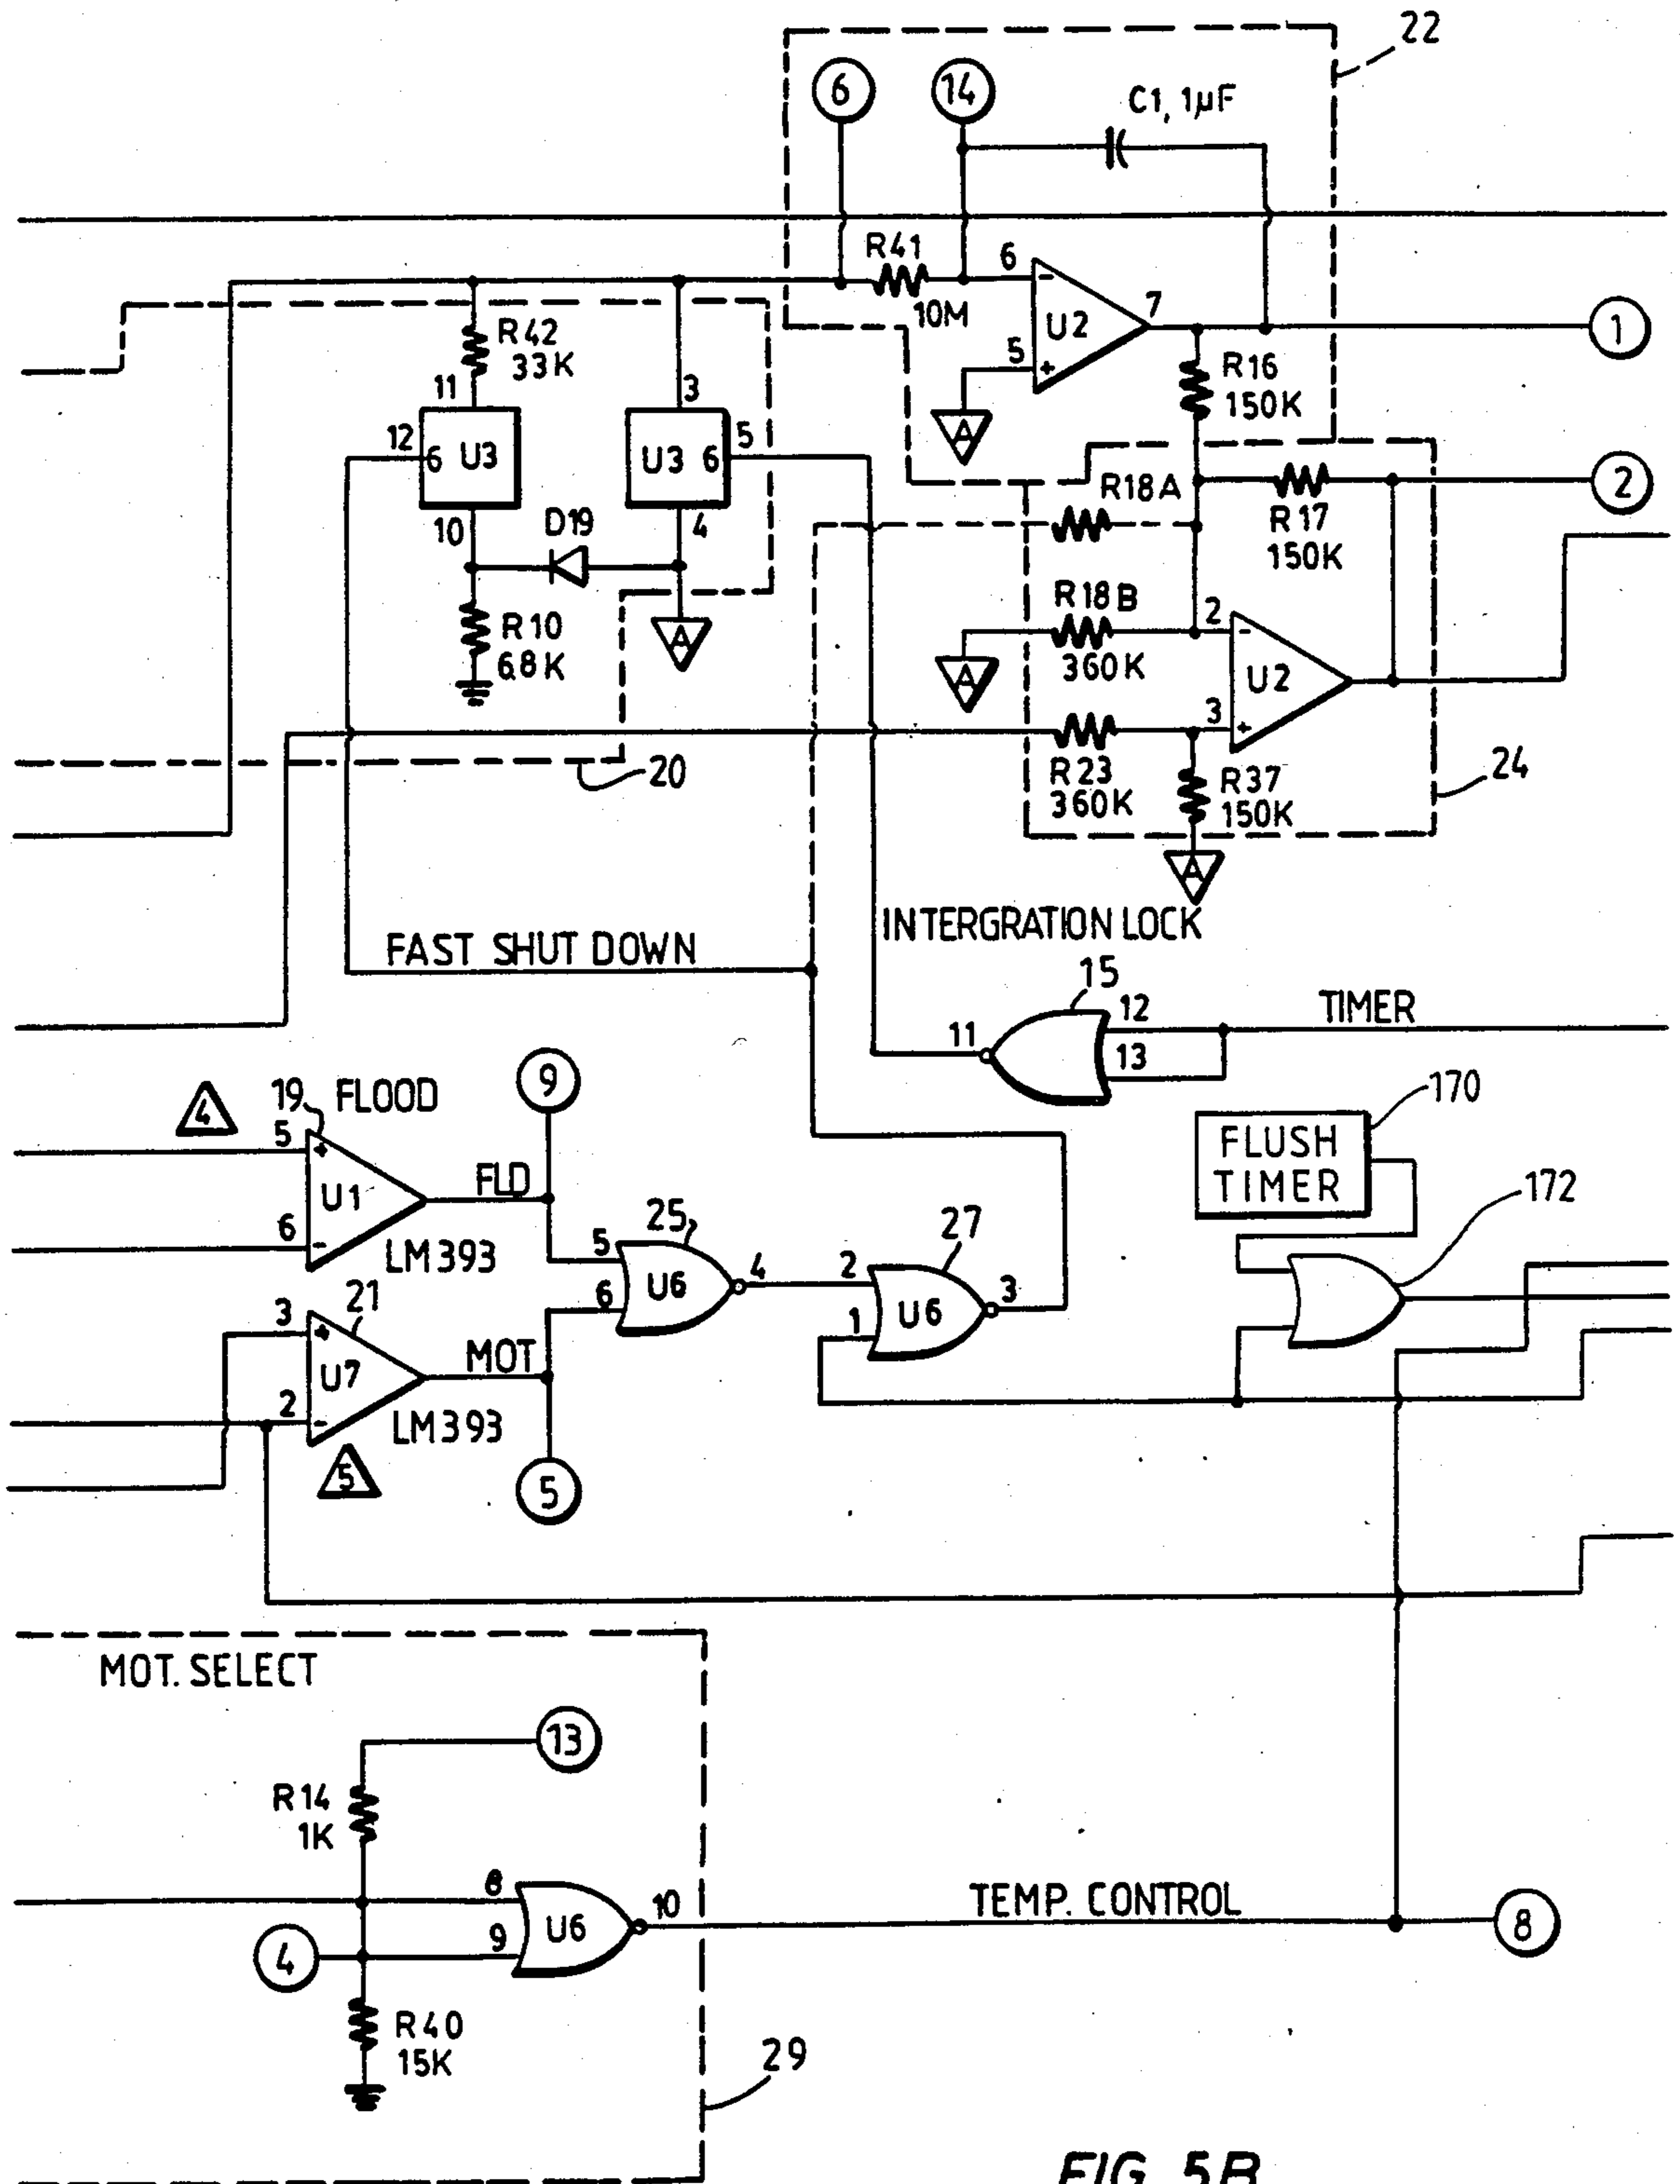 22
6
14
C1, 1µF
R41
10M
6
-
U2
7
5
+
A
1
R16
150K
R42
33K
11
3
12
6 U3
U3 6
5
10
D19
4
R10
68K
A
R18A
R17
150K
2
R18B
360K
A
2
-
U2
3
+
R23
360K
R37
150K
A
24
20
FAST SHUT DOWN
INTERGRATION LOCK
15
12
11
13
TIMER
4
19
FLOOD
9
5
+
U1
6
-
FLD
LM393
170
FLUSH
TIMER
172
25
5
U6
4
6
27
2
1
U6
3
21
3
+
U7
2
-
MOT
LM393
5
5
MOT. SELECT
13
R14
1K
8
U6
10
9
4
TEMP. CONTROL
8
R40
15K
29
FIG. 5B